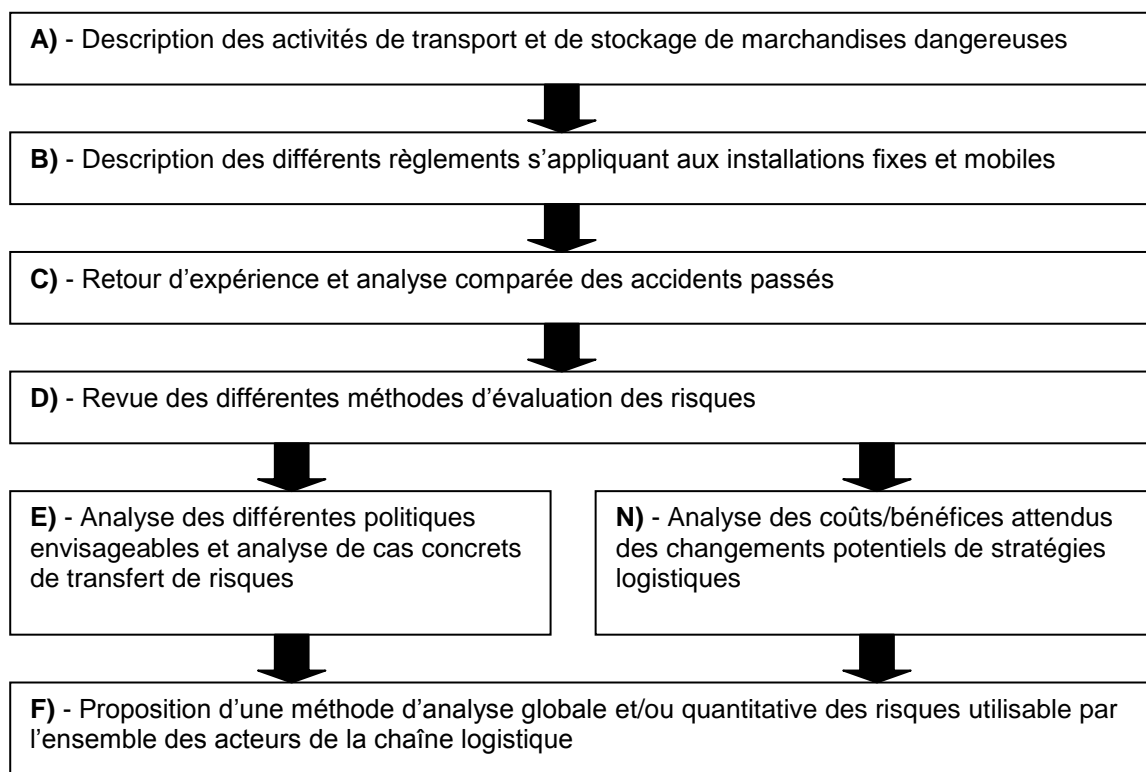 A) - Description des activités de transport et de stockage de marchandises dangereuses
B) - Description des différents règlements s’appliquant aux installations fixes et mobiles
C) - Retour d’expérience et analyse comparée des accidents passés
D) - Revue des différentes méthodes d’évaluation des risques
E) - Analyse des différentes politiques
envisageables et analyse de cas concrets
de transfert de risques
N) - Analyse des coûts/bénéfices attendus
des changements potentiels de stratégies
logistiques
F) - Proposition d’une méthode d’analyse globale et/ou quantitative des risques utilisable par
l’ensemble des acteurs de la chaîne logistique